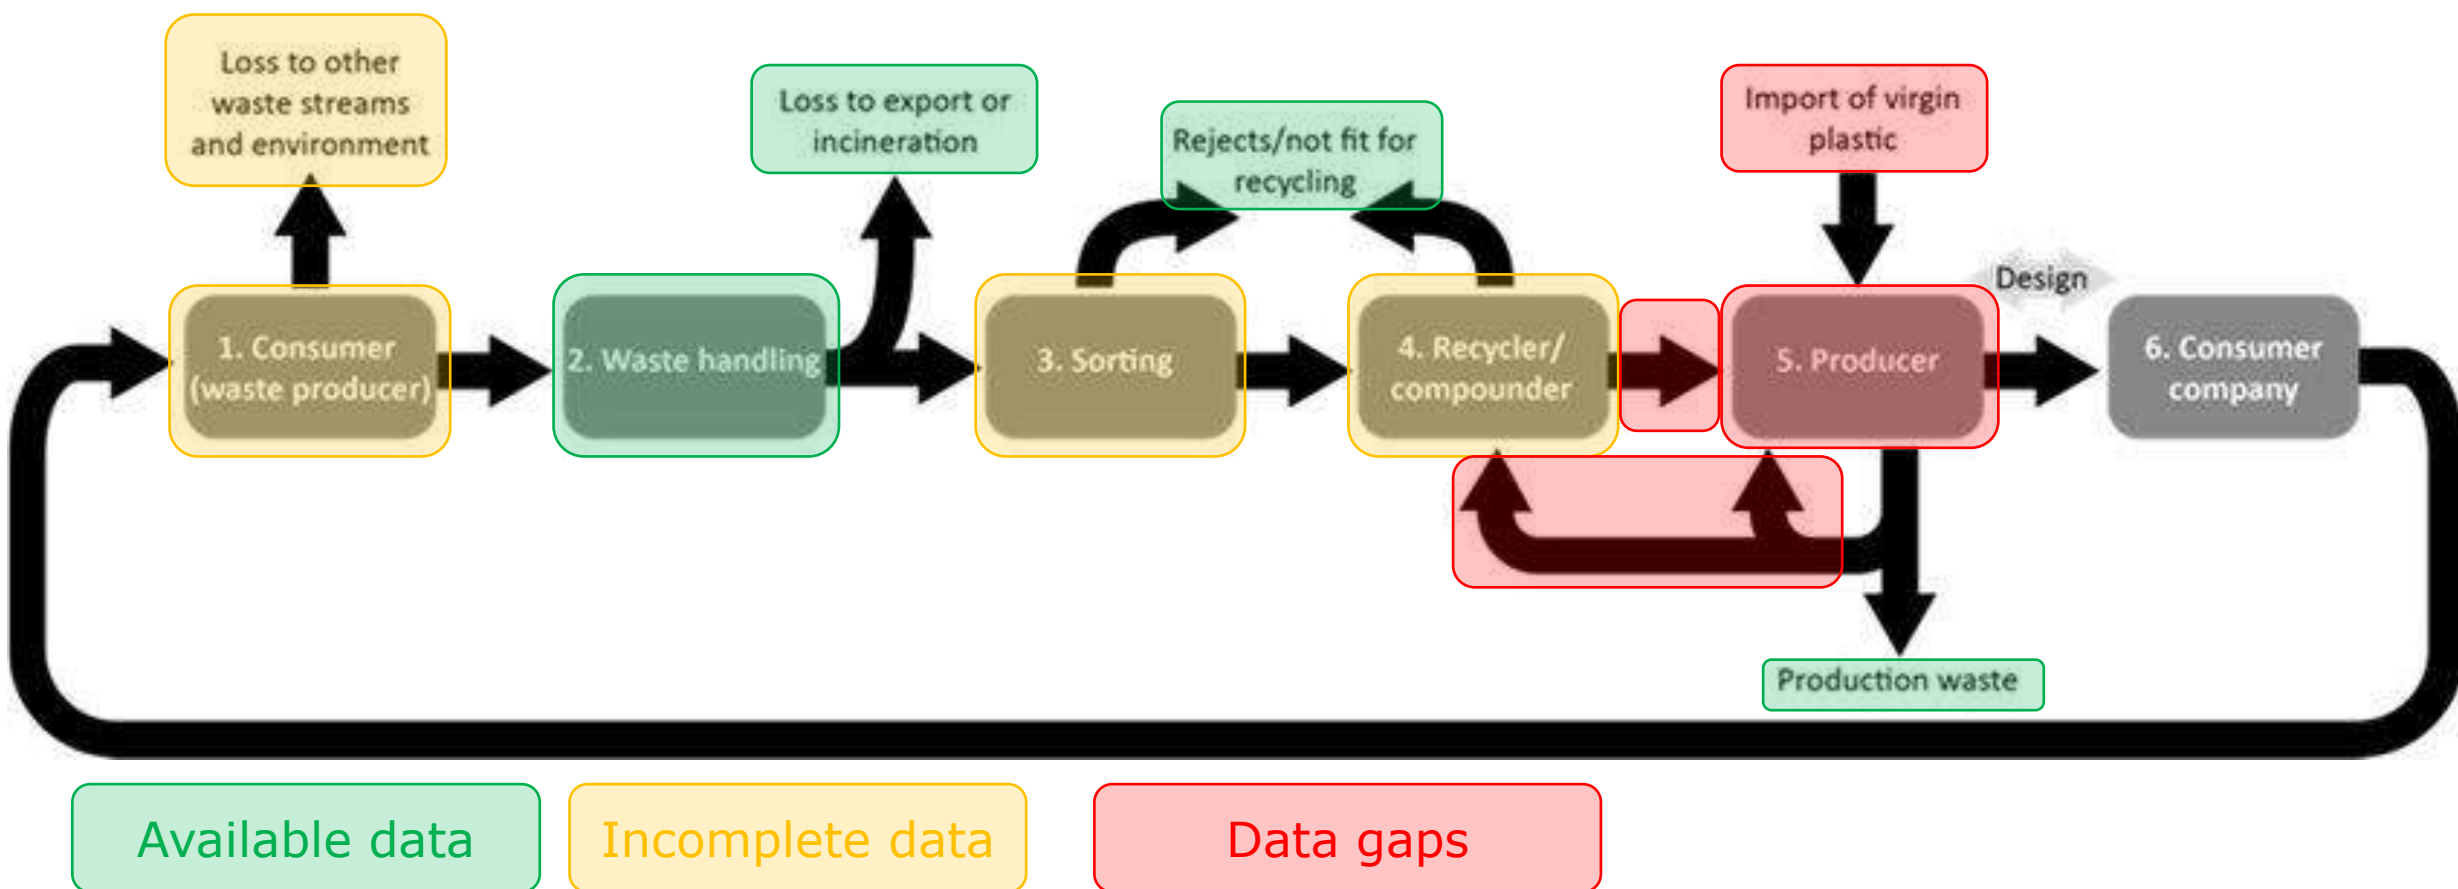 Loss to other
waste streams
and environment
Loss to export or
incineration
Rejects/not fit for
recycling
Import of virgin
plastic
Design
1. Consumer
(waste producer)
2. Waste handling
3. Sorting
4. Recycler/
compounder
5. Producer
6. Consumer
company
Production waste
Available data
Incomplete data
Data gaps